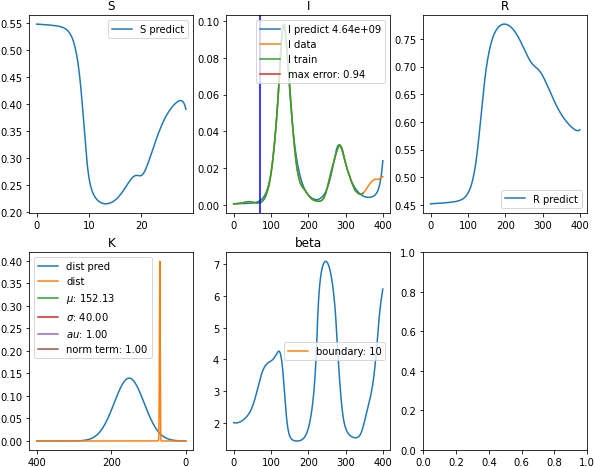 S
0.55
0.50
0.45
0.40
0.35
0.30
0.25
0.20
0 10 20
S predict
I
0.10
0.08
0.06
0.04
0.02
0.00
0 100 200 300 400
I predict 4.64e+09
I data
I train
max error: 0.94
R
0.75
0.70
0.65
0.60
0.55
0.50
0.45
0 100 200 300 400
R predict
K
0.40
0.35
0.30
0.25
0.20
0.15
0.10
0.05
0.00
400 200 0
dist pred
dist
μ: 152.13
σ: 40.00
au: 1.00
norm term: 1.00
beta
7
6
5
4
3
2
0 100 200 300 400
boundary: 10
1.0
0.8
0.6
0.4
0.2
0.0
0.0 0.2 0.4 0.6 0.8 1.0